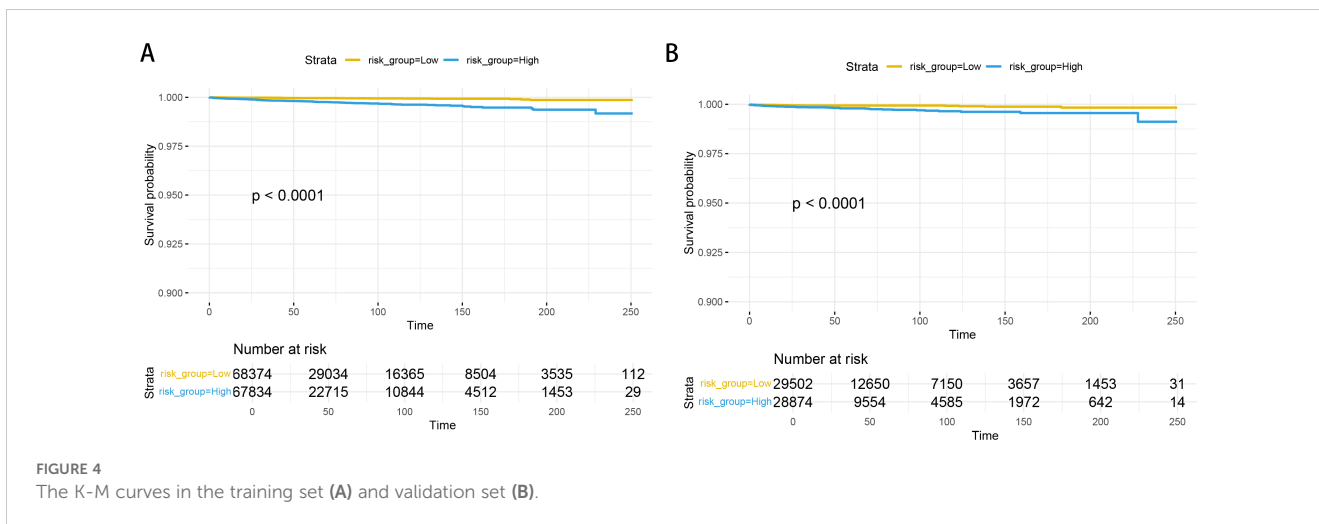 A
Strata risk_group=Low risk_group=High
1.000
0.975
0.950
0.925
0.900
Survival probability
p < 0.0001
0 50 100 150 200 250
Time
Number at risk
Strata
risk_group=Low 68374 29034 16365 8504 3535 112
risk_group=High 67834 22715 10844 4512 1453 29
0 50 100 150 200 250
Time
B
Strata risk_group=Low risk_group=High
1.000
0.975
0.950
0.925
0.900
Survival probability
p < 0.0001
0 50 100 150 200 250
Time
Number at risk
Strata
risk_group=Low 29502 12650 7150 3657 1453 31
risk_group=High 28874 9554 4585 1972 642 14
0 50 100 150 200 250
Time
FIGURE 4
The K-M curves in the training set (A) and validation set (B).